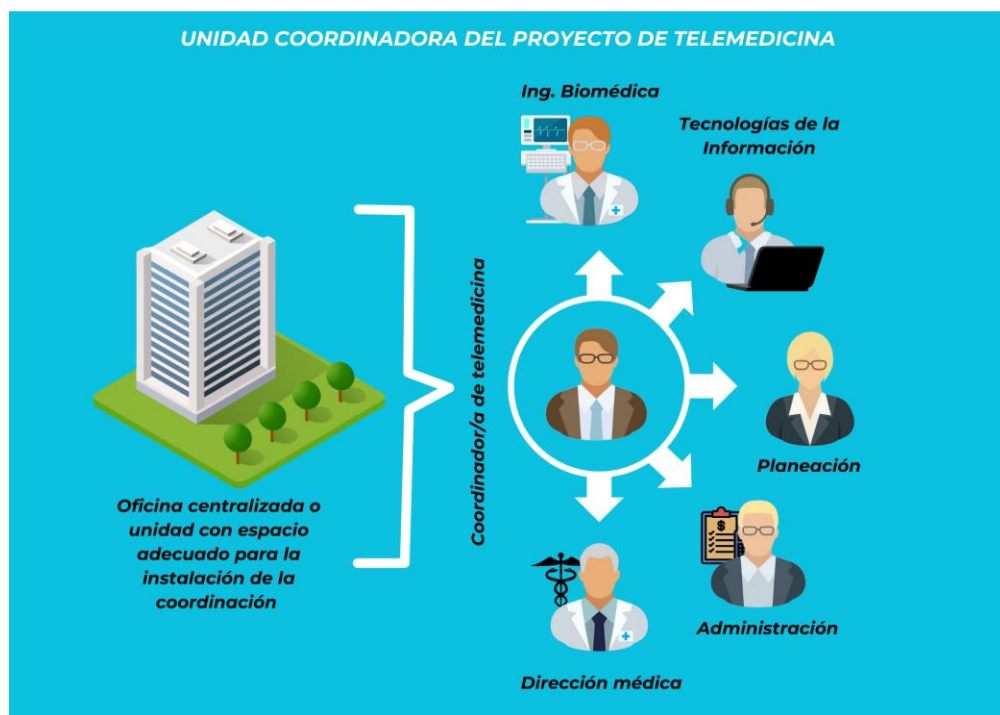 UNIDAD COORDINADORA DEL PROYECTO DE TELEMEDICINA
Ing. Biomédica
Tecnologías de la
Información
Coordinador/a de telemedicina
Planeación
Oficina centralizada o
unidad con espacio
adecuado para la
instalación de la
coordinación
Administración
Dirección médica